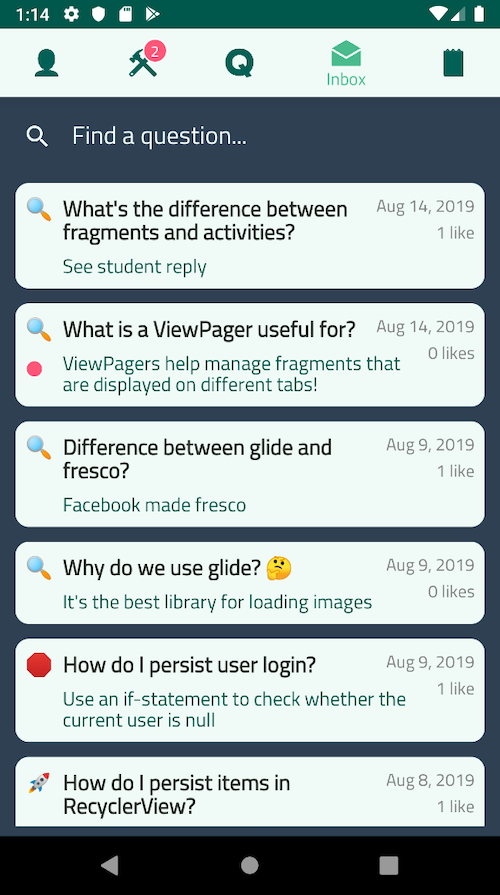 1:14
2
Q
Inbox
Find a question...
What's the difference between
fragments and activities?
Aug 14, 2019
1 like
See student reply
What is a ViewPager useful for?
Aug 14, 2019
0 likes
ViewPagers help manage fragments that
are displayed on different tabs!
Difference between glide and
fresco?
Aug 9, 2019
1 like
Facebook made fresco
Why do we use glide? 🤔
Aug 9, 2019
0 likes
It's the best library for loading images
How do I persist user login?
Aug 9, 2019
1 like
Use an if-statement to check whether the
current user is null
How do I persist items in
RecyclerView?
Aug 8, 2019
1 like